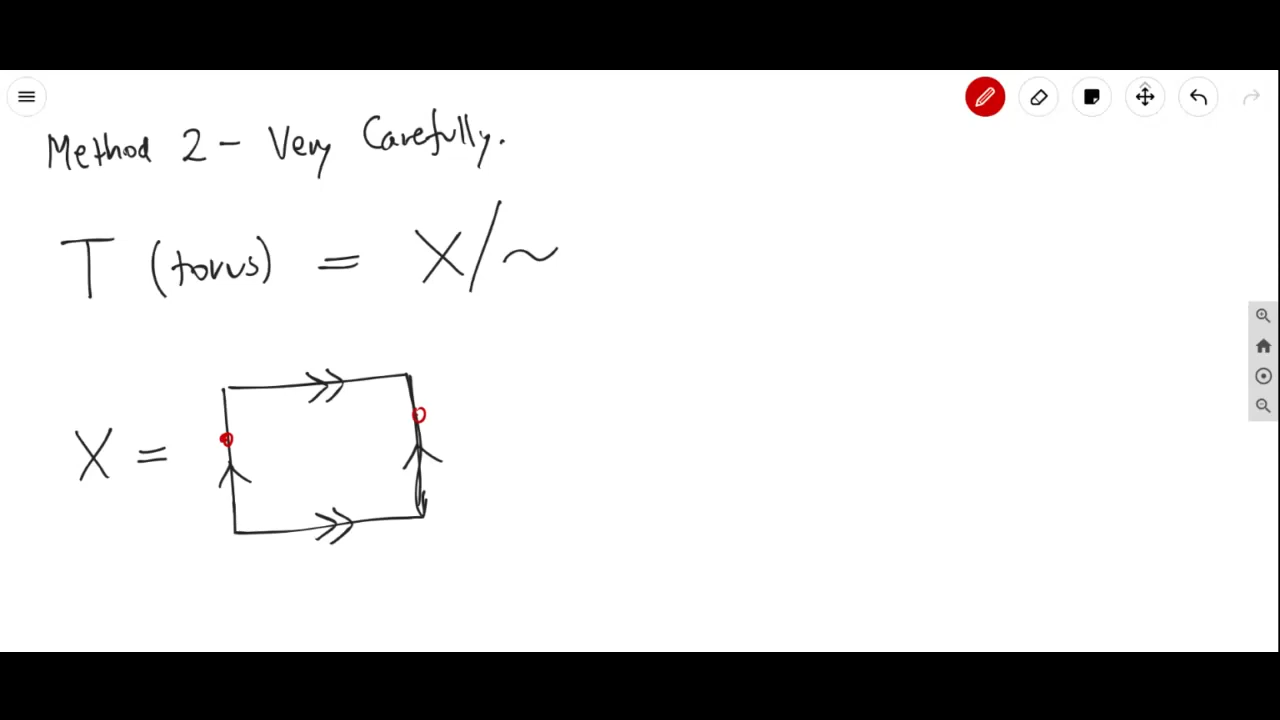 Method 2 - Very Carefully.
T (torus) = X/~
X =